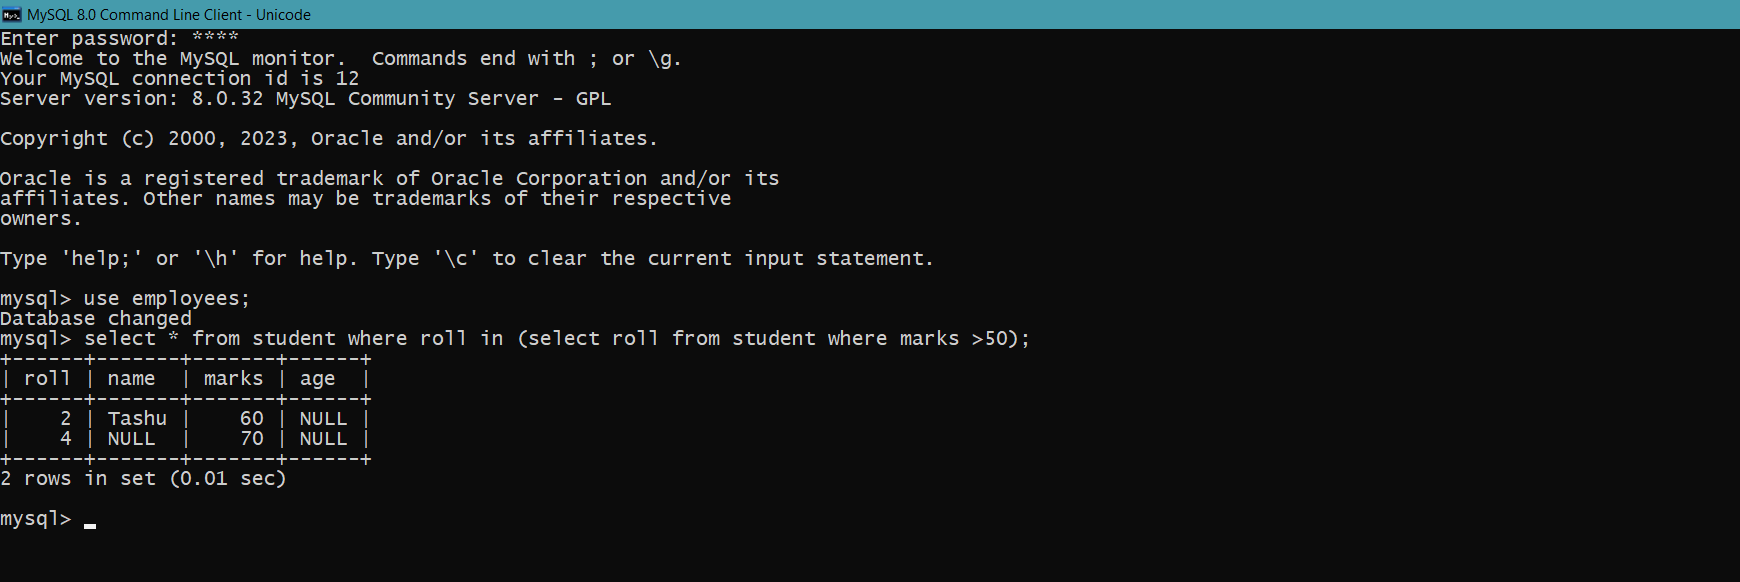 MySQL 8.0 Command Line Client - Unicode
Enter password: ****
Welcome to the MySQL monitor.  Commands end with ; or \g.
Your MySQL connection id is 12
Server version: 8.0.32 MySQL Community Server - GPL
Copyright (c) 2000, 2023, Oracle and/or its affiliates.
Oracle is a registered trademark of Oracle Corporation and/or its
affiliates. Other names may be trademarks of their respective
owners.
Type 'help;' or '\h' for help. Type '\c' to clear the current input statement.
mysql> use employees;
Database changed
mysql> select * from student where roll in (select roll from student where marks >50);
+------+-------+-------+------+
| roll | name  | marks | age  |
+------+-------+-------+------+
|    2 | Tashu |    60 | NULL |
|    4 | NULL  |    70 | NULL |
+------+-------+-------+------+
2 rows in set (0.01 sec)
mysql> _